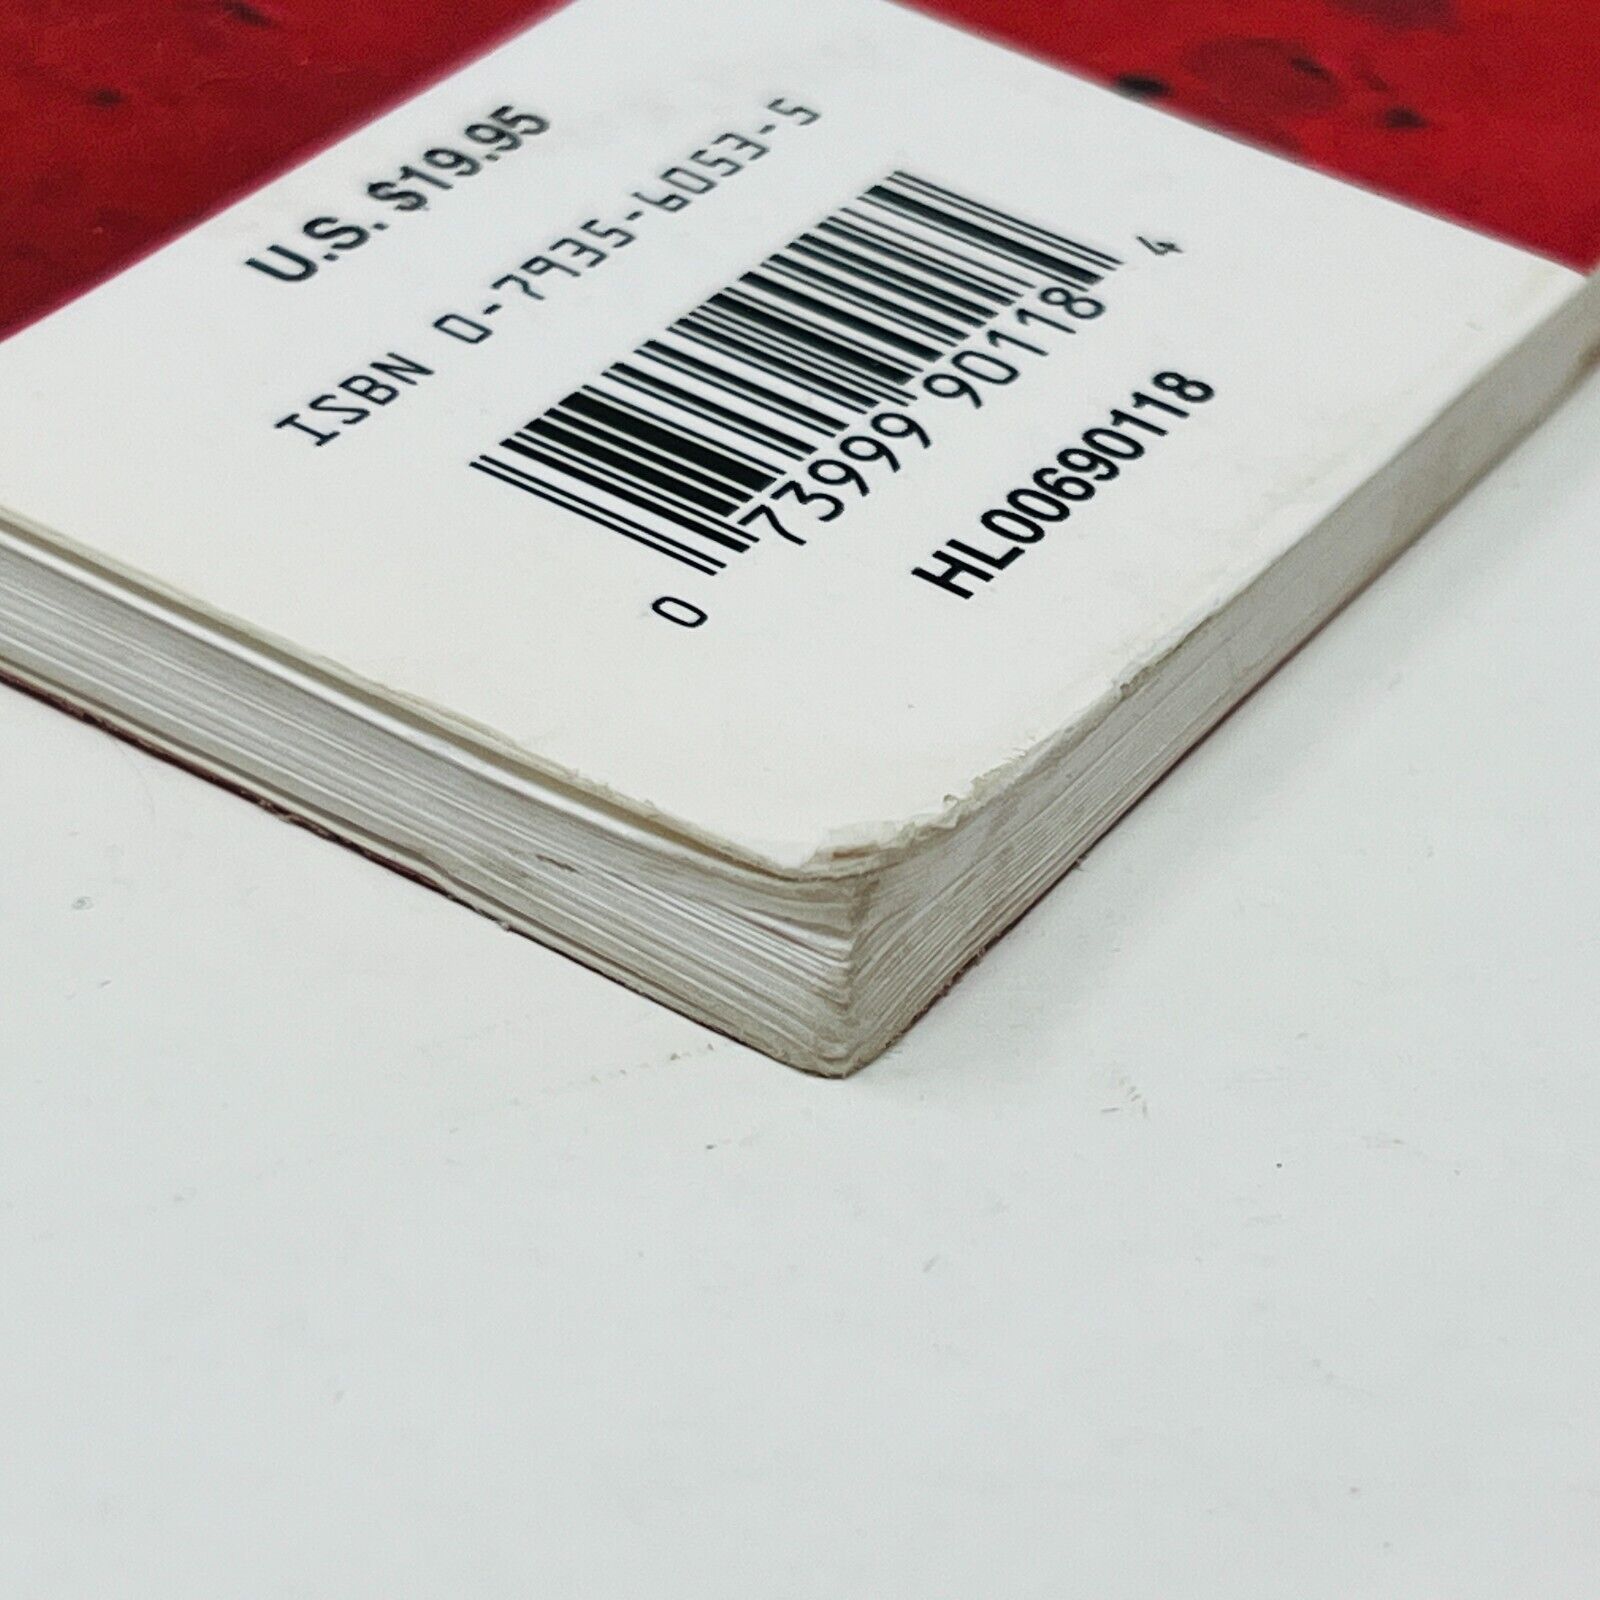 U.S. $19.95
ISBN 0-7935-6053-5
0 73999 90118 4
HL00690118